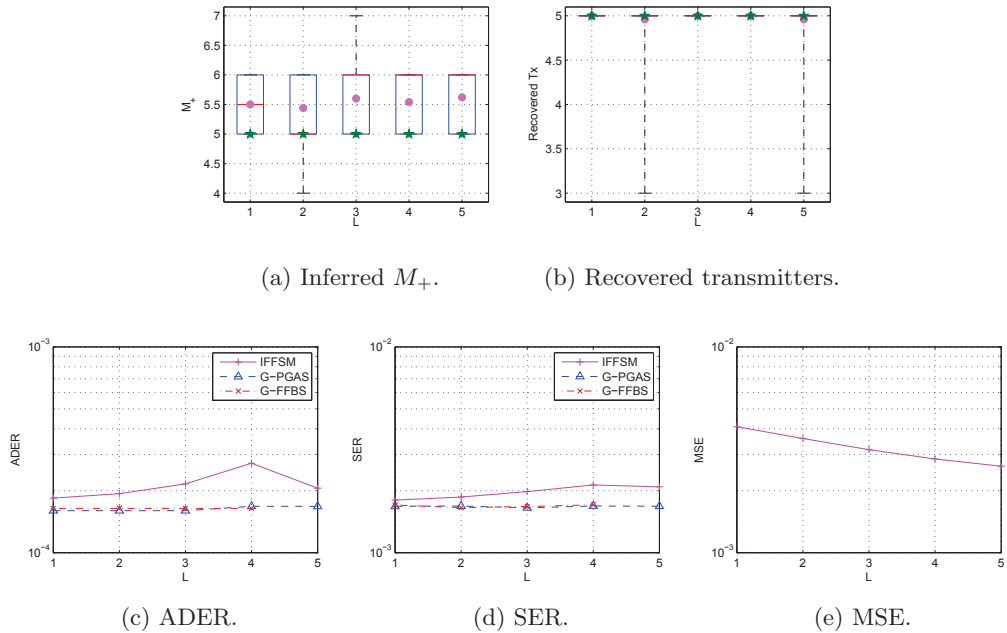 7
6.5
6
5.5
5
4.5
4
M+
1 2 3 4 5
L
5
4.5
4
3.5
3
Recovered Tx
1 2 3 4 5
L
(a) Inferred M+.
(b) Recovered transmitters.
10−3
10−4
ADER
IFFSM
G−PGAS
G−FFBS
1 2 3 4 5
L
10−2
10−3
SER
IFFSM
G−PGAS
G−FFBS
1 2 3 4 5
L
10−2
10−3
MSE
1 2 3 4 5
L
(c) ADER.
(d) SER.
(e) MSE.